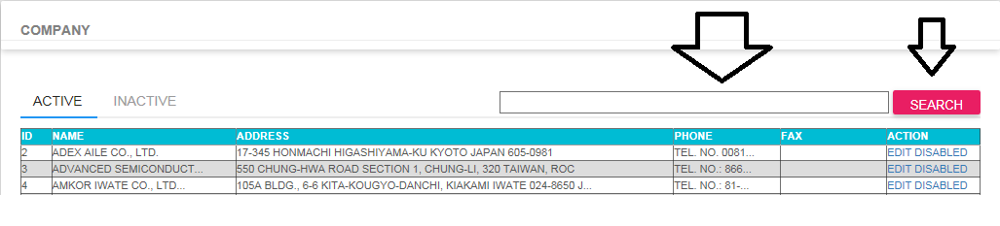 COMPANY
ACTIVE INACTIVE SEARCH
ID NAME ADDRESS PHONE FAX ACTION
2 ADEX AILE CO., LTD. 17-345 HONMACHI HIGASHIYAMA-KU KYOTO JAPAN 605-0981 TEL. NO. 0081... EDIT DISABLED
3 ADVANCED SEMICONDUCT... 550 CHUNG-HWA ROAD SECTION 1, CHUNG-LI, 320 TAIWAN, ROC TEL. NO.: 866... EDIT DISABLED
4 AMKOR IWATE CO., LTD... 105A BLDG., 6-6 KITA-KOUGYO-DANCHI, KIAKAMI IWATE 024-8650 J... TEL. NO.: 81-... EDIT DISABLED